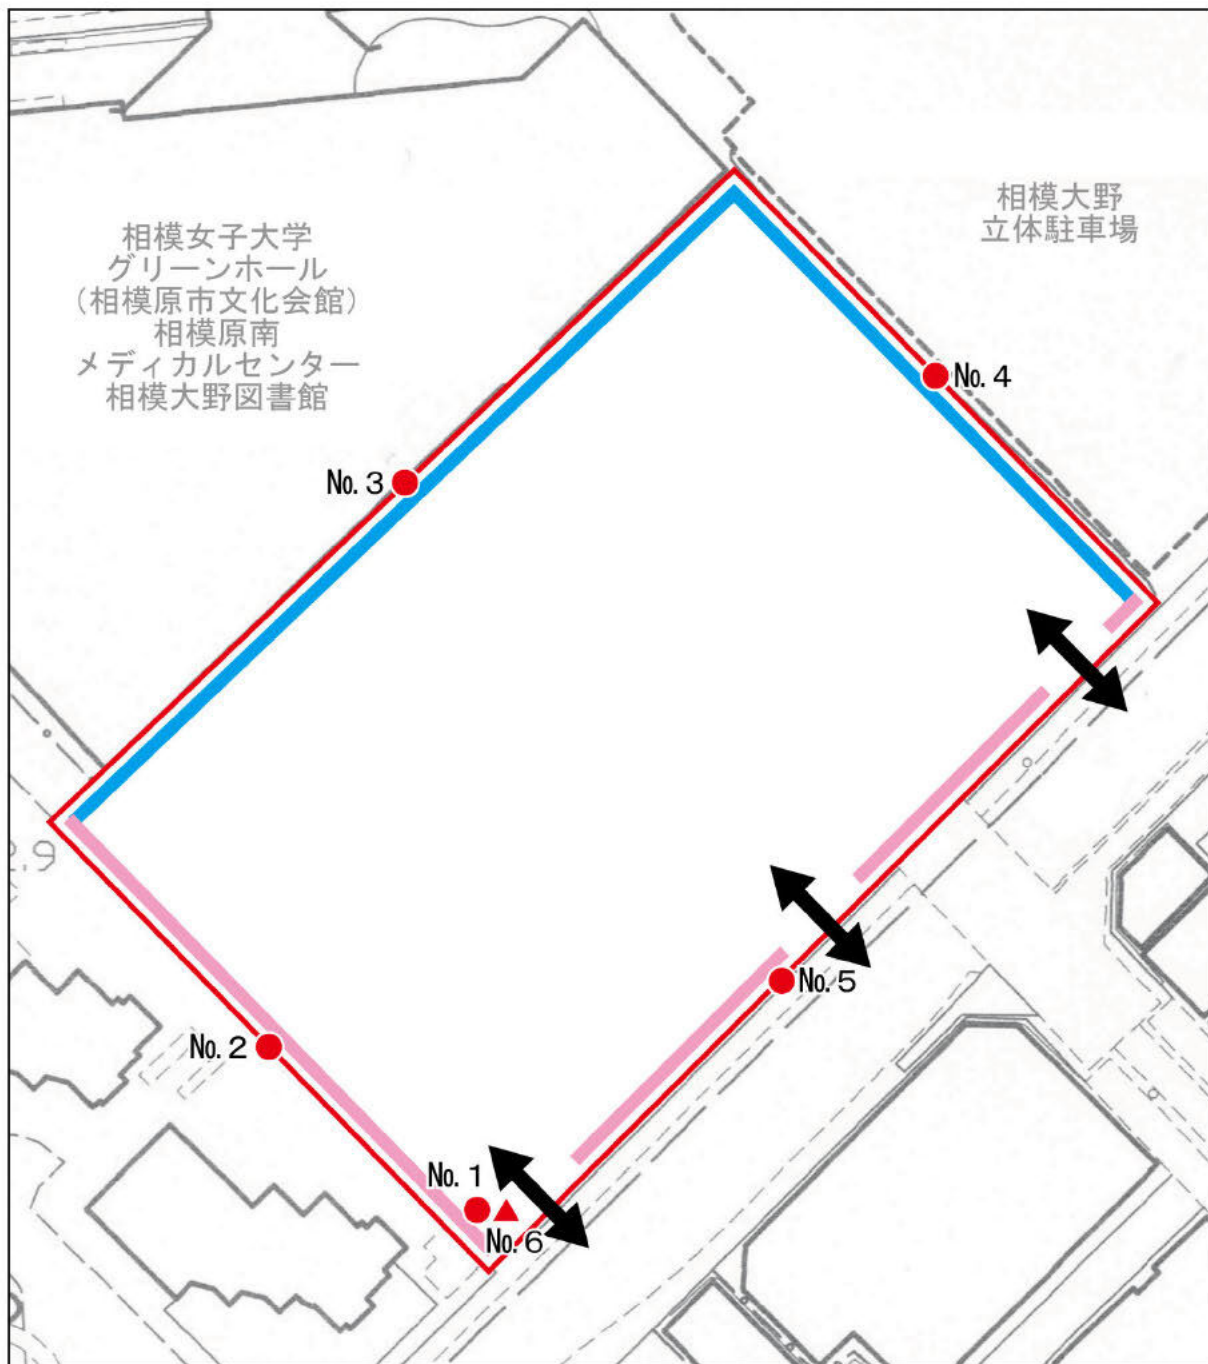 相模女子大学
グリーンホール
(相模原市文化会館)
相模原南
メディカルセンター
相模大野図書館
相模大野
立体駐車場
No. 4
No. 3
No. 5
No. 2
No. 1
No. 6